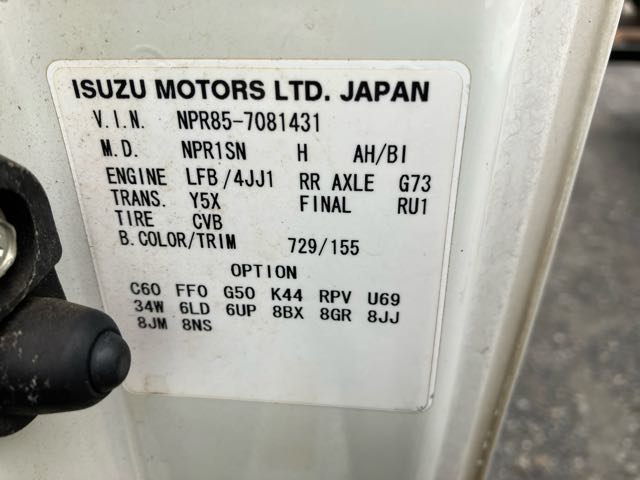 ISUZU MOTORS LTD. JAPAN
V.I.N. NPR85-7081431
M.D. NPR1SN H AH/BI
ENGINE LFB/4JJ1 RR AXLE G73
TRANS. Y5X FINAL RU1
TIRE CVB
B.COLOR/TRIM 729/155
OPTION
C60 FF0 G50 K44 RPV U69
34W 6LD 6UP 8BX 8GR 8JJ
8JM 8NS